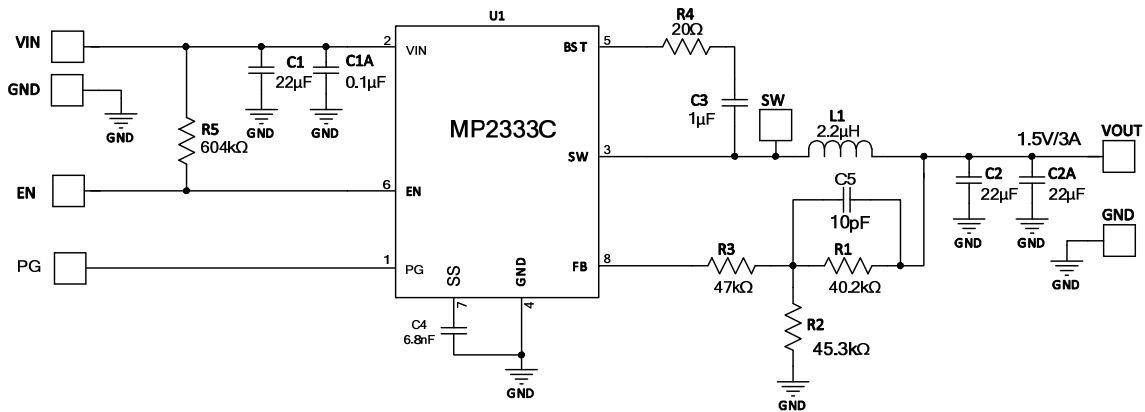 U1
VIN
2
VIN
C1
22µF
C1A
0.1µF
GND
GND
GND
GND
R5
604kΩ
EN
6
EN
PG
1
PG
MP2333C
BST
5
R4
20Ω
C3
1µF
SW
SW
3
L1
2.2µH
1.5V/3A
VOUT
C2
22µF
C2A
22µF
GND
GND
GND
GND
C5
10pF
FB
8
R3
47kΩ
R1
40.2kΩ
R2
45.3kΩ
GND
SS
7
C4
6.8nF
GND
4
GND